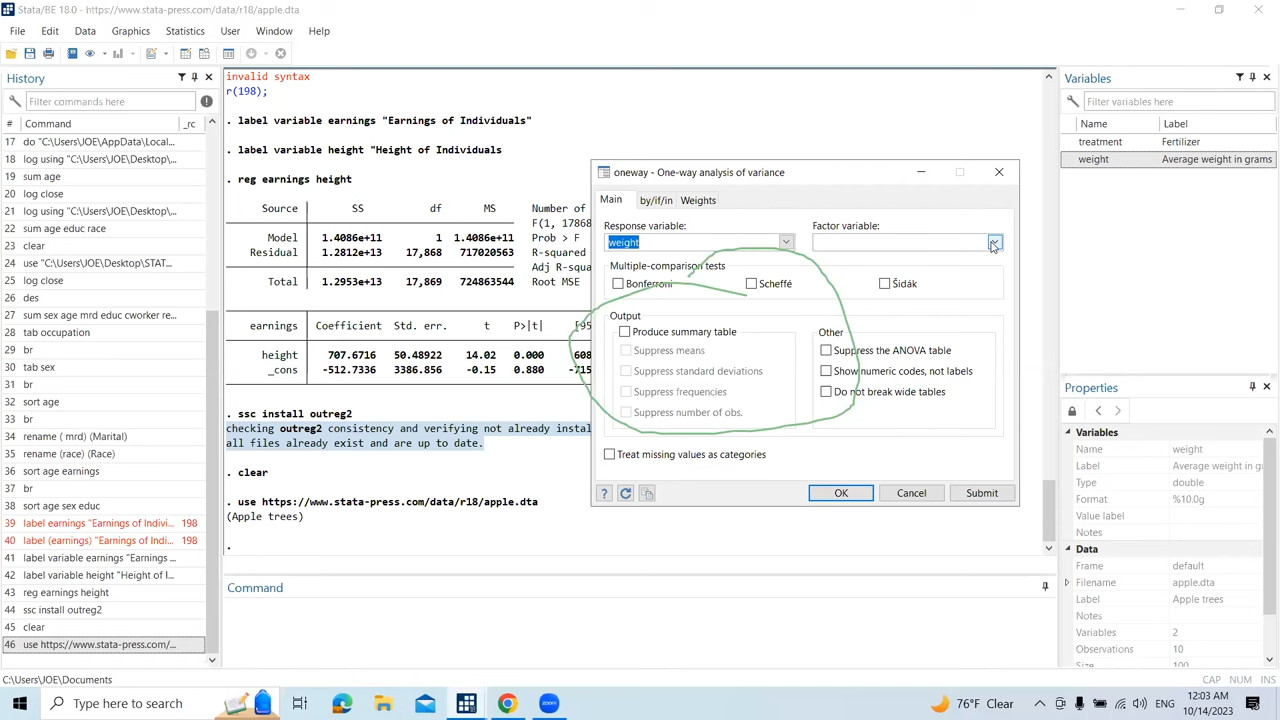 Stata/BE 18.0 - https://www.stata-press.com/data/r18/apple.dta
File Edit Data Graphics Statistics User Window Help
History
Filter commands here
# Command _rc
17 do "C:\Users\JOE\AppData\Local...
18 log using "C:\Users\JOE\Desktop\...
19 sum age
20 log close
21 log using "C:\Users\JOE\Desktop\...
22 sum age educ race
23 clear
24 use "C:\Users\JOE\Desktop\STAT...
25 log close
26 des
27 sum sex age mrd educ cworker re...
28 tab occupation
29 br
30 tab sex
31 br
32 sort age
33 br
34 rename ( mrd) (Marital)
35 rename (race) (Race)
36 sort age earnings
37 br
38 sort age sex educ
39 label earnings "Earnings of Indivi... 198
40 label (earnings) "Earnings of Indi... 198
41 label variable earnings "Earnings ...
42 label variable height "Height of I...
43 reg earnings height
44 ssc install outreg2
45 clear
46 use https://www.stata-press.com/...
invalid syntax
r(198);
. label variable earnings "Earnings of Individuals"
. label variable height "Height of Individuals
. reg earnings height
Source SS df MS Number of
F(1, 17868
Model 1.4086e+11 1 1.4086e+11 Prob > F
Residual 1.2812e+13 17,868 717020563 R-squared
Adj R-squa
Total 1.2953e+13 17,869 724863544 Root MSE
earnings Coefficient Std. err. t P>|t| [95
height 707.6716 50.48922 14.02 0.000 608
_cons -512.7336 3386.856 -0.15 0.880 -715
. ssc install outreg2
checking outreg2 consistency and verifying not already instal
all files already exist and are up to date.
. clear
. use https://www.stata-press.com/data/r18/apple.dta
(Apple trees)
.
Command
oneway - One-way analysis of variance
Main by/if/in Weights
Response variable: Factor variable:
weight
Multiple-comparison tests
Bonferroni Scheffé Šidák
Output
Produce summary table
Suppress means
Suppress standard deviations
Suppress frequencies
Suppress number of obs.
Other
Suppress the ANOVA table
Show numeric codes, not labels
Do not break wide tables
Treat missing values as categories
? OK Cancel Submit
Variables
Filter variables here
Name Label
treatment Fertilizer
weight Average weight in grams
Properties
Variables
Name weight
Label Average weight in gr
Type double
Format %10.0g
Value label
Notes
Data
Frame default
Filename apple.dta
Label Apple trees
Notes
Variables 2
Observations 10
Size 100
C:\Users\JOE\Documents
CAP NUM INS
Type here to search
zoom
76°F Clear
ENG
12:03 AM
10/14/2023